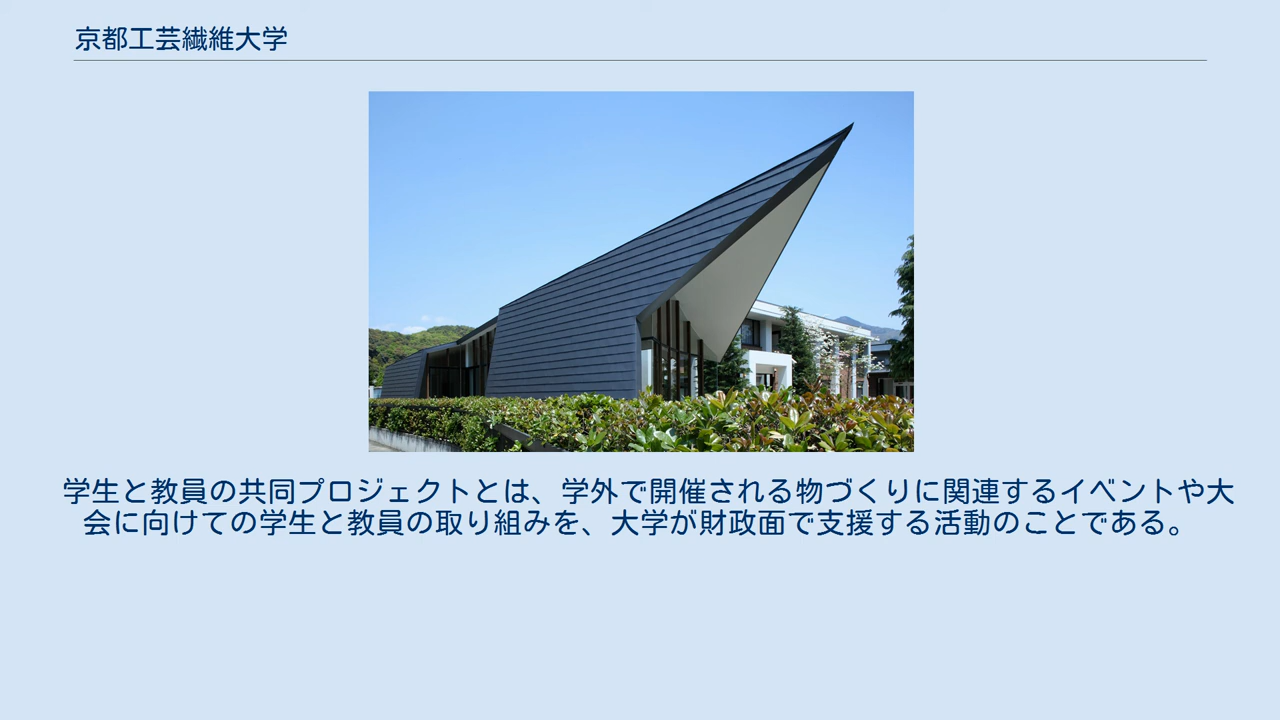 京都工芸繊維大学
学生と教員の共同プロジェクトとは、学外で開催される物づくりに関連するイベントや大
会に向けての学生と教員の取り組みを、大学が財政面で支援する活動のことである。